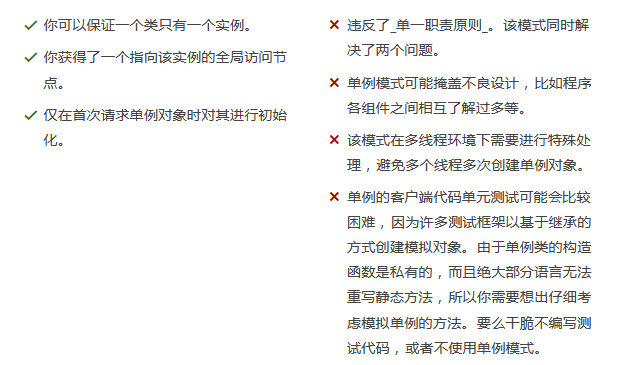 你可以保证一个类只有一个实例。
你获得了一个指向该实例的全局访问节
点。
仅在首次请求单例对象时对其进行初始
化。
违反了_单一职责原则_。该模式同时解
决了两个问题。
单例模式可能掩盖不良设计，比如程序
各组件之间相互了解过多等。
该模式在多线程环境下需要进行特殊处
理，避免多个线程多次创建单例对象。
单例的客户端代码单元测试可能会比较
困难，因为许多测试框架以基于继承的
方式创建模拟对象。由于单例类的构造
函数是私有的，而且绝大部分语言无法
重写静态方法，所以你需要想出仔细考
虑模拟单例的方法。要么干脆不编写测
试代码，或者不使用单例模式。